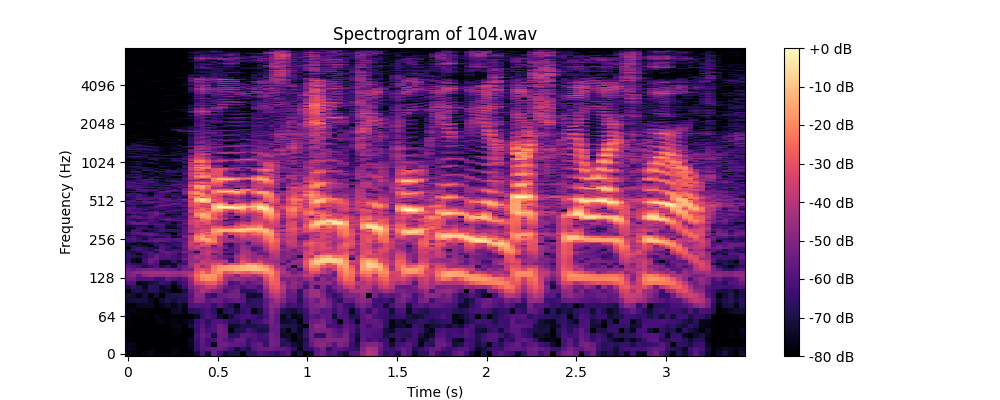 Spectrogram of 104.wav
Frequency (Hz)
4096
2048
1024
512
256
128
64
0
0
0.5
1
1.5
2
2.5
3
Time (s)
+0 dB
-10 dB
-20 dB
-30 dB
-40 dB
-50 dB
-60 dB
-70 dB
-80 dB